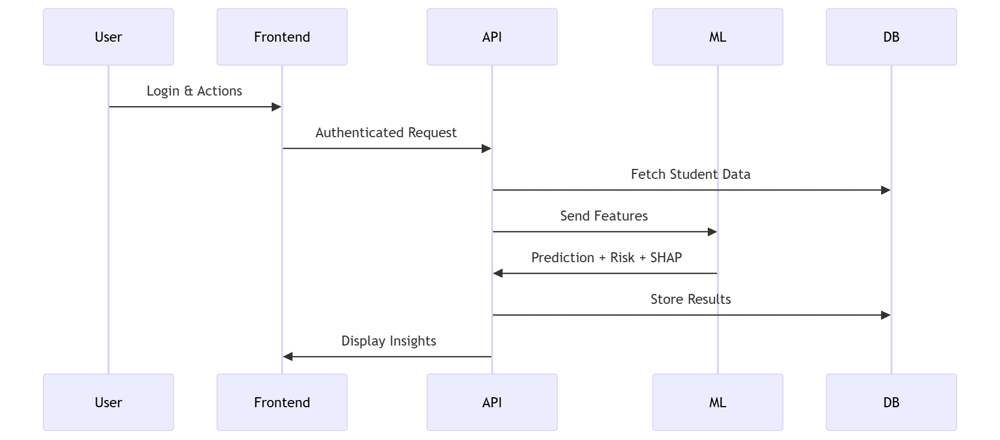 User
Frontend
API
ML
DB
Login & Actions
Authenticated Request
Fetch Student Data
Send Features
Prediction + Risk + SHAP
Store Results
Display Insights
User
Frontend
API
ML
DB